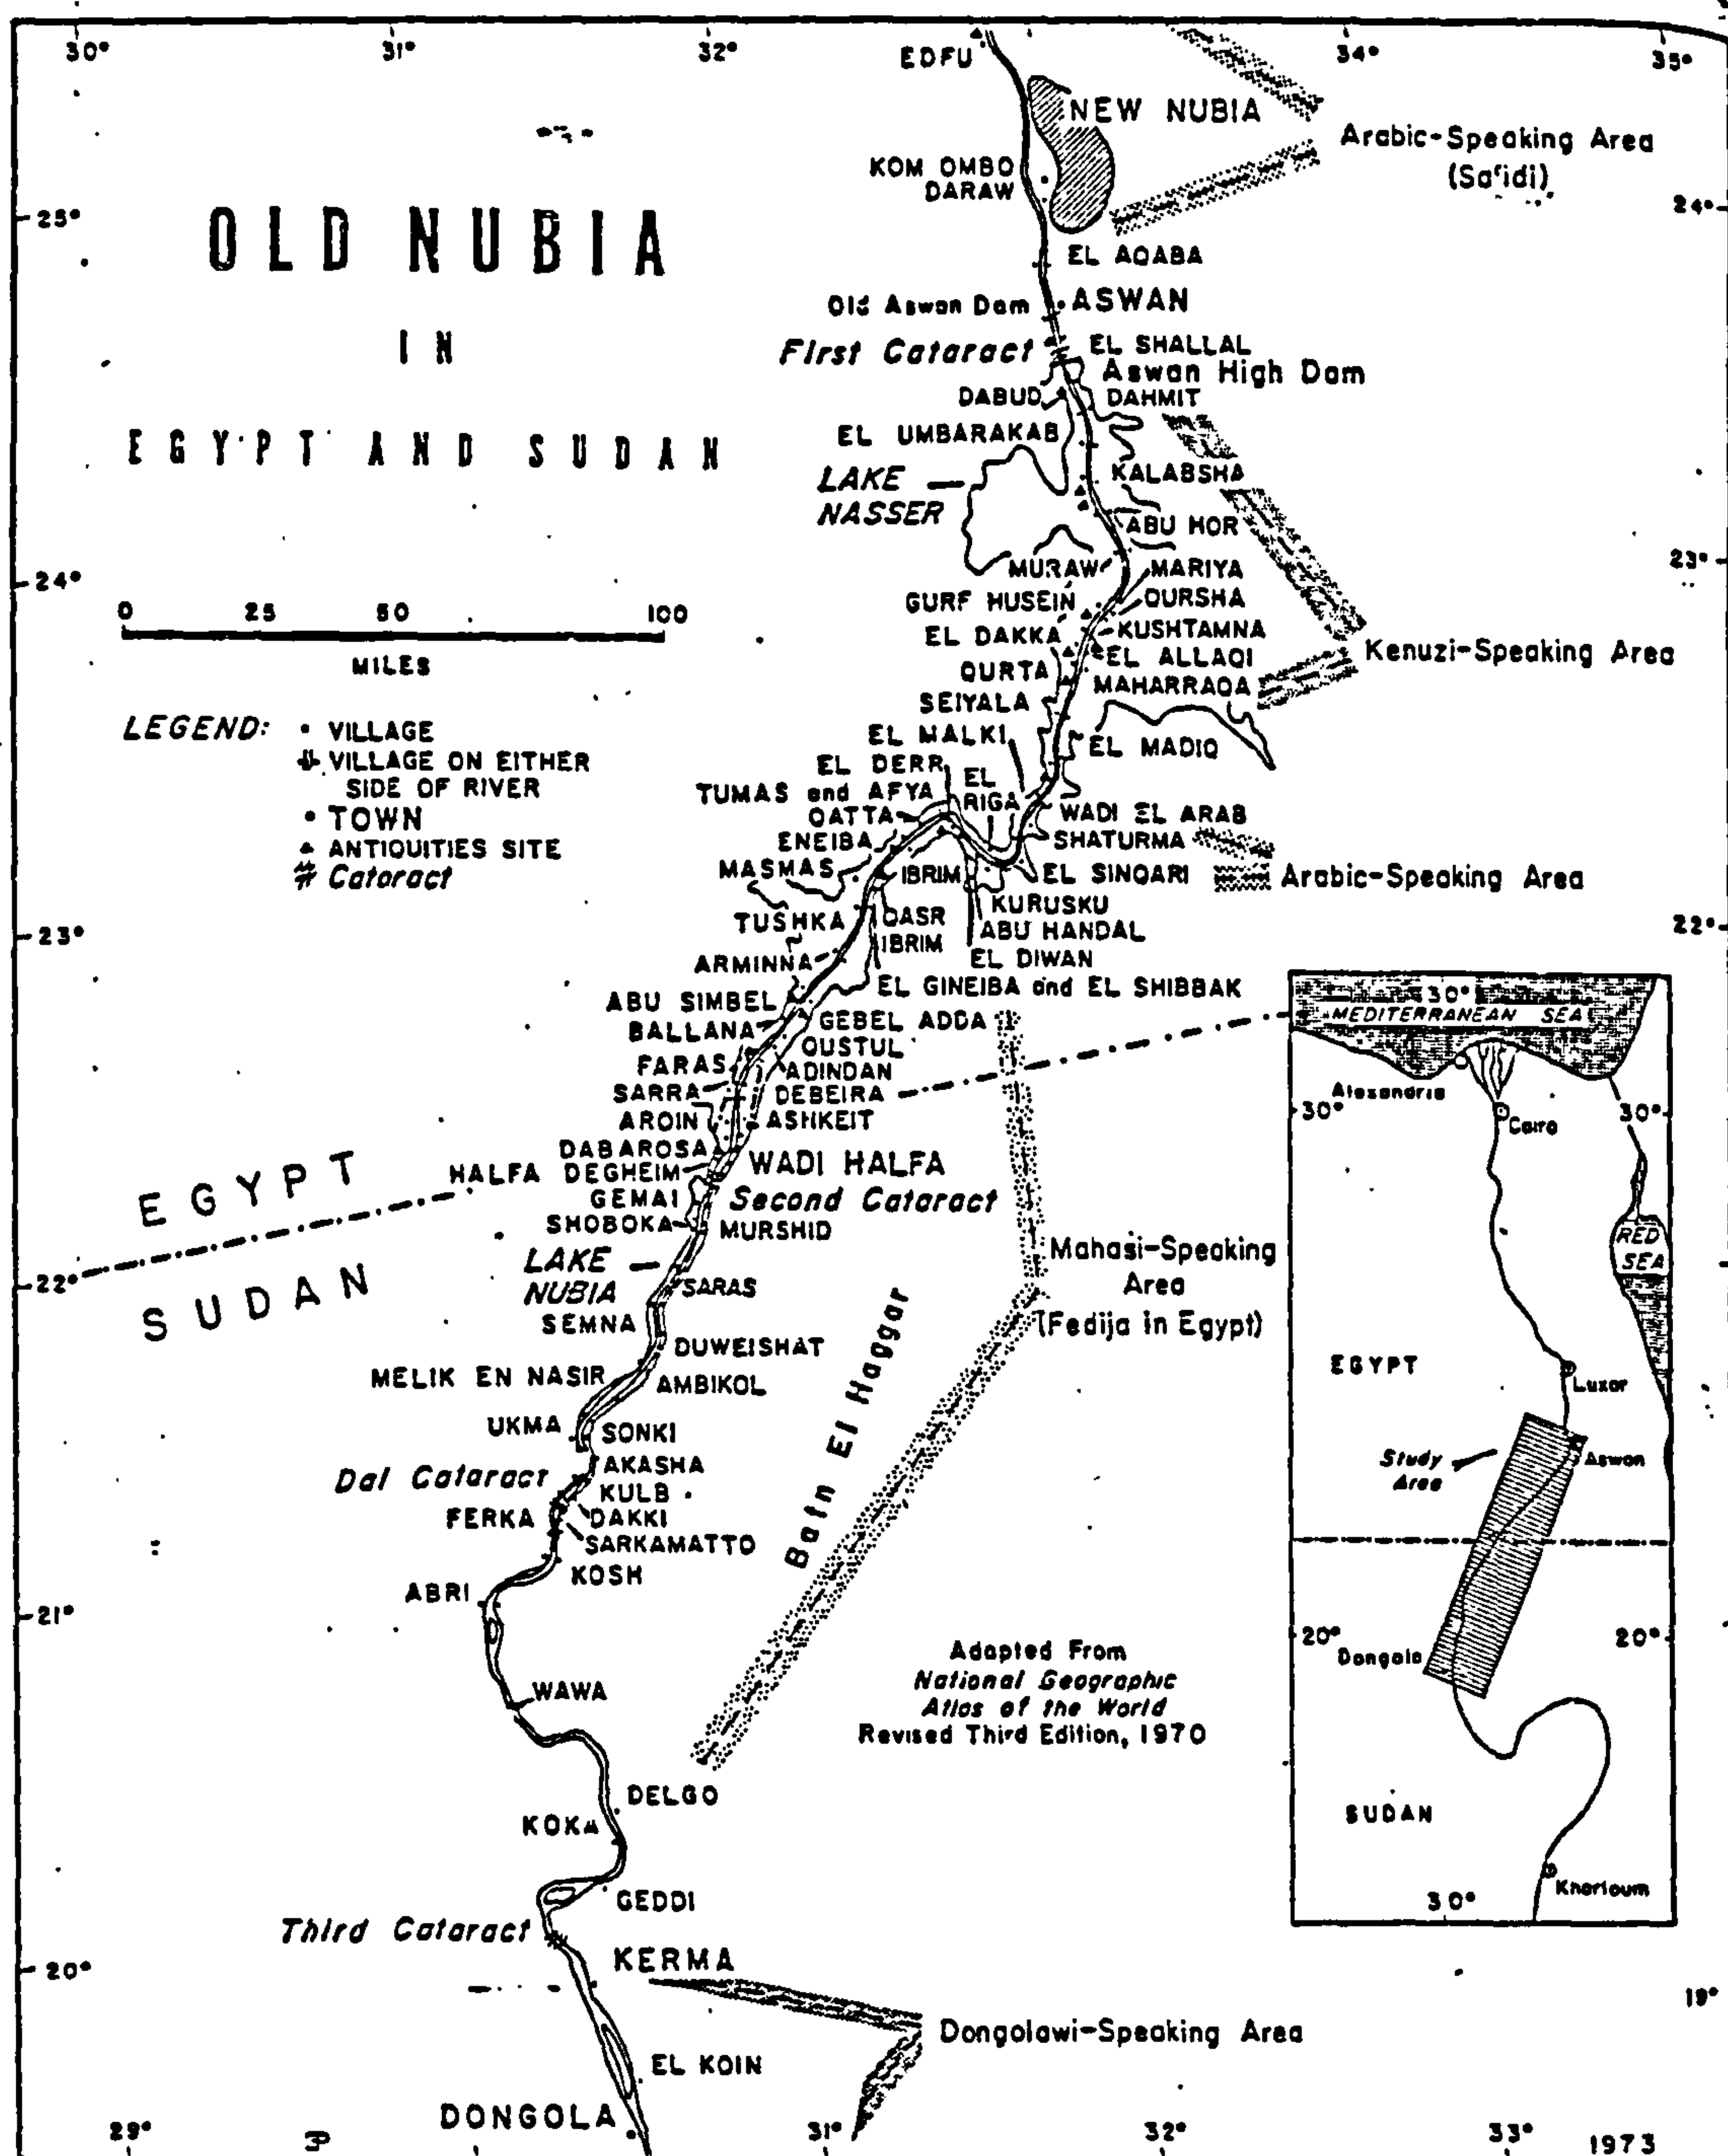 30° 31° 32° 34° 35°
EDFU
NEW NUBIA
Arabic-Speaking Area
(Sa'idi)
KOM OMBO
DARAW
25°
24°
OLD NUBIA
IN
EGYPT AND SUDAN
EL AQABA
Old Aswan Dam
ASWAN
First Cataract
EL SHALLAL
Aswan High Dam
DABUD
DAHMIT
EL UMBARAKAB
KALABSHA
LAKE
NASSER
ABU HOR
MURAW
MARIYA
24°
23°
GURF HUSEIN
QURSHA
EL DAKKA
KUSHTAMNA
EL ALLAQI
Kenuzi-Speaking Area
QURTA
MAHARRAQA
SEIYALA
0 25 50 100
MILES
LEGEND:
VILLAGE
VILLAGE ON EITHER
SIDE OF RIVER
TOWN
ANTIQUITIES SITE
Cataract
EL MALKI
EL MADIQ
EL DERR
EL
RIGA
TUMAS and AFYA
QATTA
WADI EL ARAB
ENEIBA
SHATURMA
MASMAS
IBRIM
EL SINQARI
Arabic-Speaking Area
KURUSKU
TUSHKA
QASR
IBRIM
ABU HANDAL
EL DIWAN
23°
22°
ARMINNA
EL GINEIBA and EL SHIBBAK
ABU SIMBEL
BALLANA
GEBEL ADDA
QUSTUL
FARAS
ADINDAN
SARRA
DEBEIRA
AROIN
ASHKEIT
DABAROSA
HALFA DEGHEIM
WADI HALFA
GEMAI
Second Cataract
SHOBOKA
MURSHID
EGYPT
SUDAN
22°
LAKE
NUBIA
SARAS
SEMNA
Mahasi-Speaking
Area
(Fedija in Egypt)
DUWEISHAT
MELIK EN NASIR
AMBIKOL
UKMA
SONKI
Batn El Haggar
AKASHA
Dal Cataract
KULB
FERKA
DAKKI
SARKAMATTO
KOSH
ABRI
21°
WAWA
Adapted From
National Geographic
Atlas of the World
Revised Third Edition, 1970
DELGO
KOKA
GEDDI
Third Cataract
KERMA
20°
19°
Dongolawi-Speaking Area
EL KOIN
DONGOLA
29° 31° 32° 33°
1973
30°
MEDITERRANEAN SEA
Alexandria
30° 30°
Cairo
RED
SEA
EGYPT
Luxor
Study
Area
Aswan
20° 20°
Dongola
SUDAN
Khartoum
30°